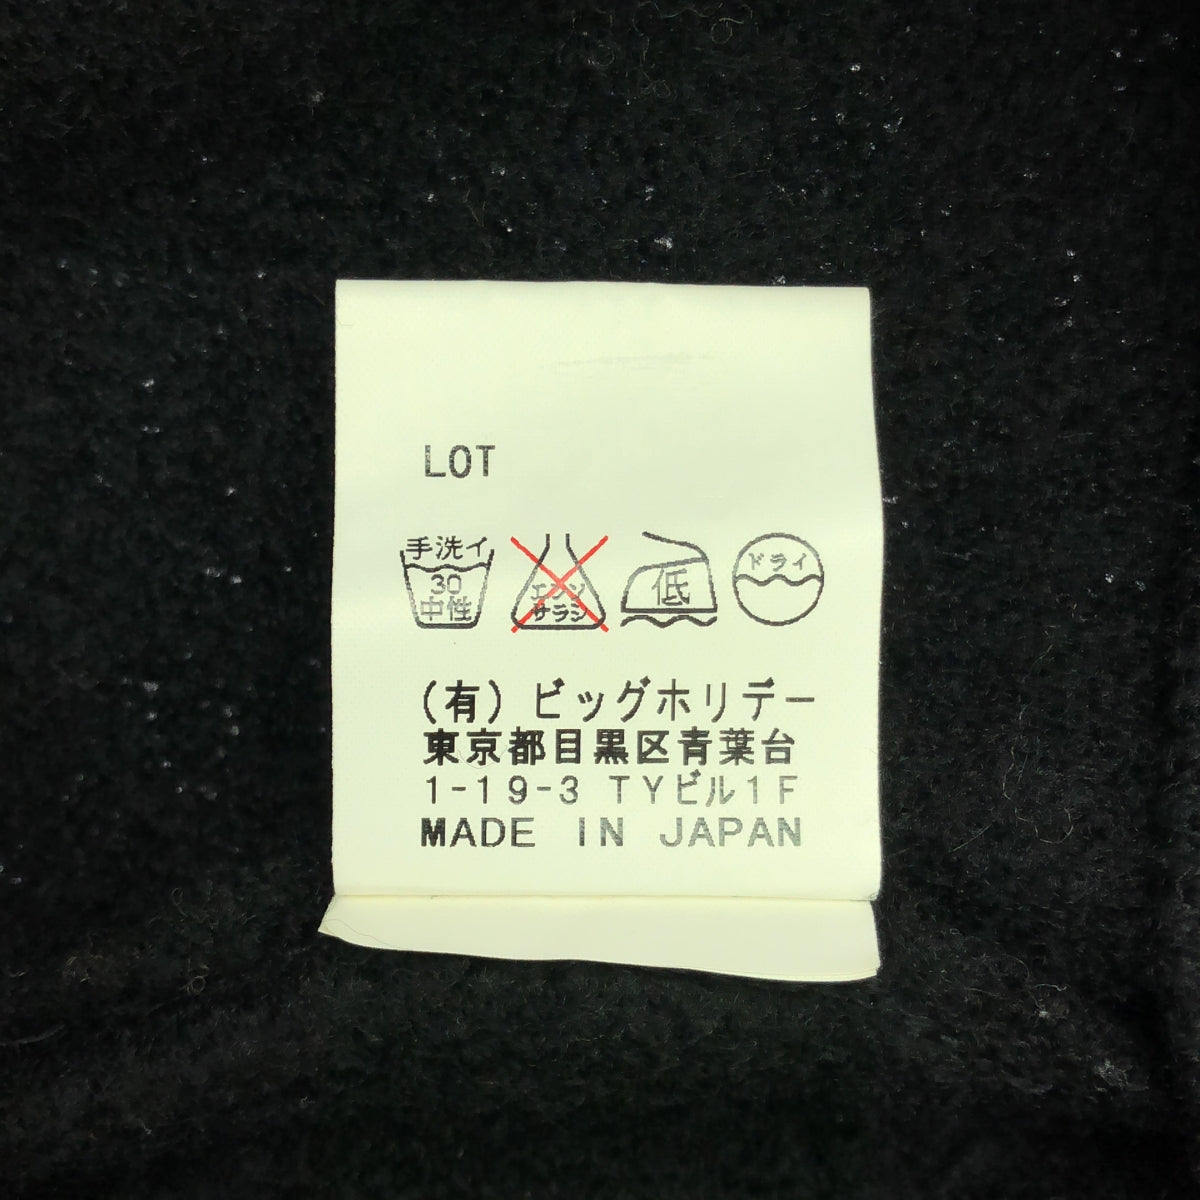 LOT
手洗イ
30
中性
エンソ
サラシ
低
ドライ
(有) ビッグホリデー
東京都目黒区青葉台
1-19-3 TYビル1F
MADE IN JAPAN